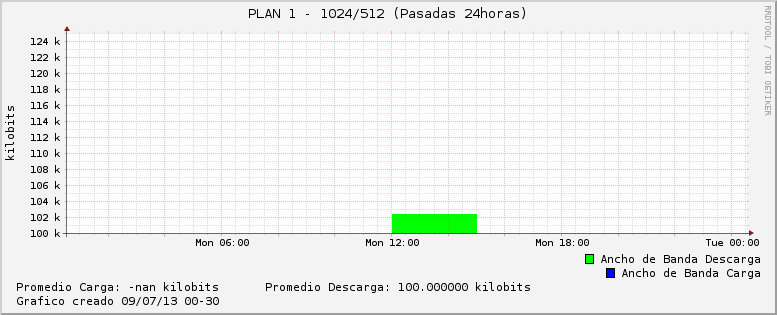 PLAN 1 - 1024/512 (Pasadas 24horas)
RRDTOOL / TOBI OETIKER
kilobits
124 k
122 k
120 k
118 k
116 k
114 k
112 k
110 k
108 k
106 k
104 k
102 k
100 k
Mon 06:00 Mon 12:00 Mon 18:00 Tue 00:00
Ancho de Banda Descarga
Ancho de Banda Carga
Promedio Carga: -nan kilobits Promedio Descarga: 100.000000 kilobits
Grafico creado 09/07/13 00-30